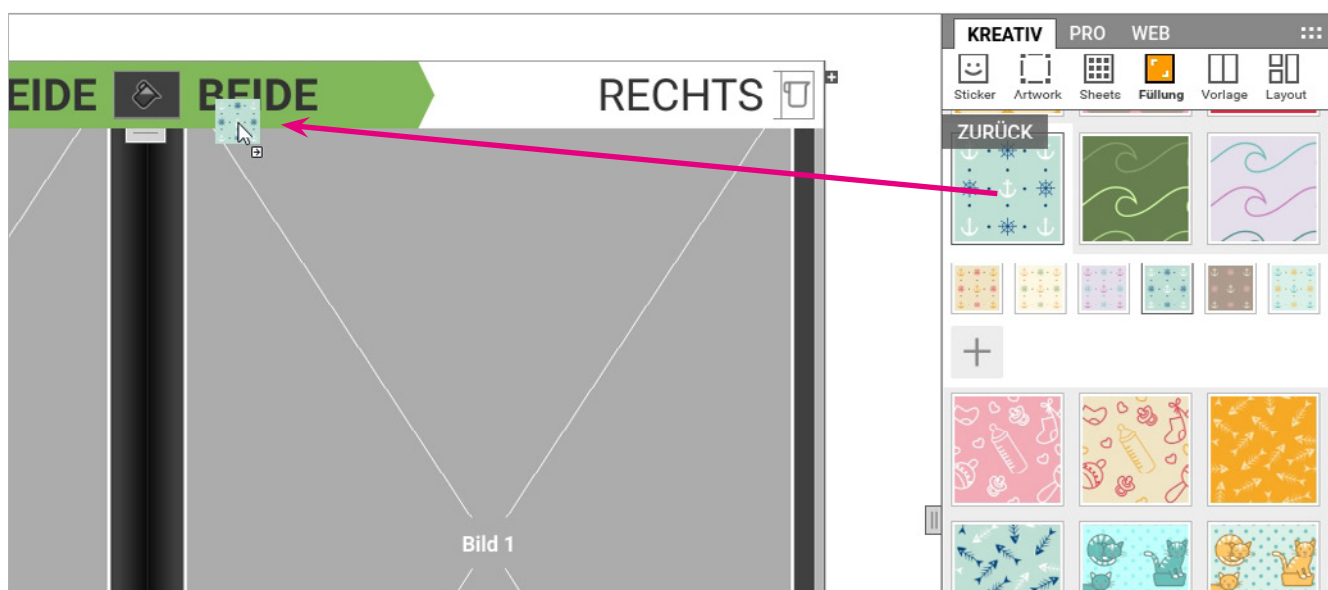 KREATIV PRO WEB
EIDE BEIDE RECHTS
Sticker Artwork Sheets Füllung Vorlage Layout
ZURÜCK
Bild 1